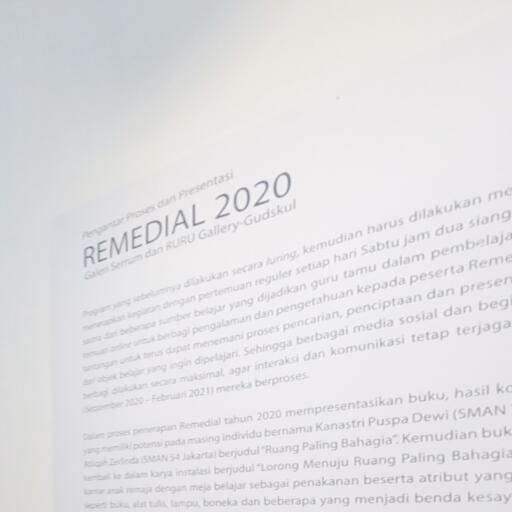 Pengantar Proses dan Presentasi
REMEDIAL 2020
Galeri Serrum dan RURU Gallery-Gudskul
Program yang sebelumnya dilakukan secara luring, kemudian harus dilakukan me
menetapkan kegiatan dengan pertemuan reguler setiap hari Sabtu jam dua siang
sastra dari beberapa sumber belajar yang dijadikan guru tamu dalam pembelaja
temuan online untuk berbagi pengalaman dan pengetahuan kepada peserta Reme
tantangan untuk terus dapat menemani proses pencarian, penciptaan dan presen
dari objek belajar yang ingin dipelajari. Sehingga berbagai media sosial dan begi
berbagi dilakukan secara maksimal, agar interaksi dan komunikasi tetap terjaga
(September 2020 - Februari 2021) mereka berproses.
Dalam proses penerapan Remedial tahun 2020 mempresentasikan buku, hasil ko
yang memiliki potensi pada masing individu bernama Kanastri Puspa Dewi (SMAN
Atiqah Zerlinda (SMAN 54 Jakarta) berjudul "Ruang Paling Bahagia". Kemudian buk
kembali ke dalam karya instalasi berjudul "Lorong Menuju Ruang Paling Bahagia
kamar anak remaja dengan meja belajar sebagai penakanan beserta atribut yang
seperti buku, alat tulis, lampu, boneka dan beberapa yang menjadi benda kesay